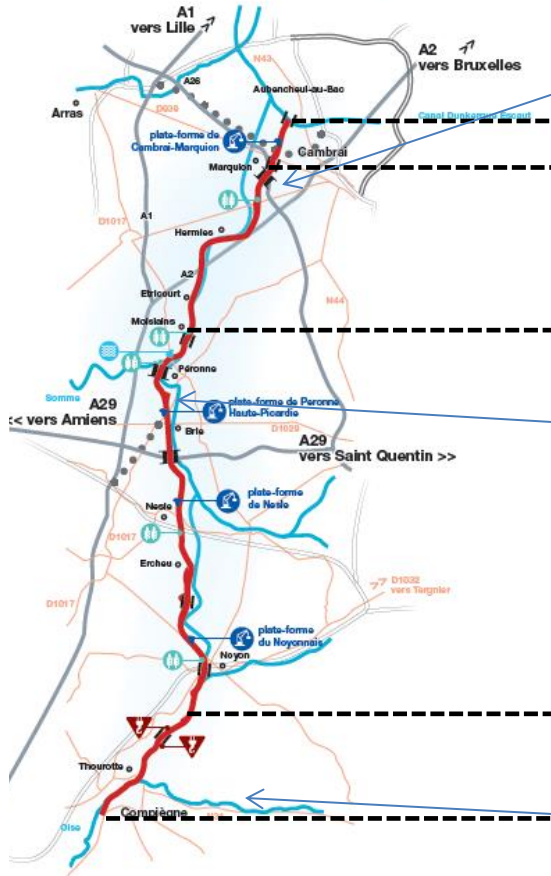 A1
vers Lille
A2
vers Bruxelles
N43
A26
Aubencheul-au-Bac
Arras
D939
Canal Dunkerque Escaut
plate-forme de
Cambrai-Marquion
Cambrai
Marquion
A1
D1017
Hermies
A2
Etricourt
N44
Moislains
Péronne
Somme
A29
<< vers Amiens
plate-forme de Peronne
Haute-Picardie
Brie
D1029
A29
vers Saint Quentin >>
plate-forme
de Nesle
Nesle
D1017
Ercheu
D1032
vers Tergnier
D1017
plate-forme
du Noyonnais
Noyon
Thourotte
Compiègne
Oise